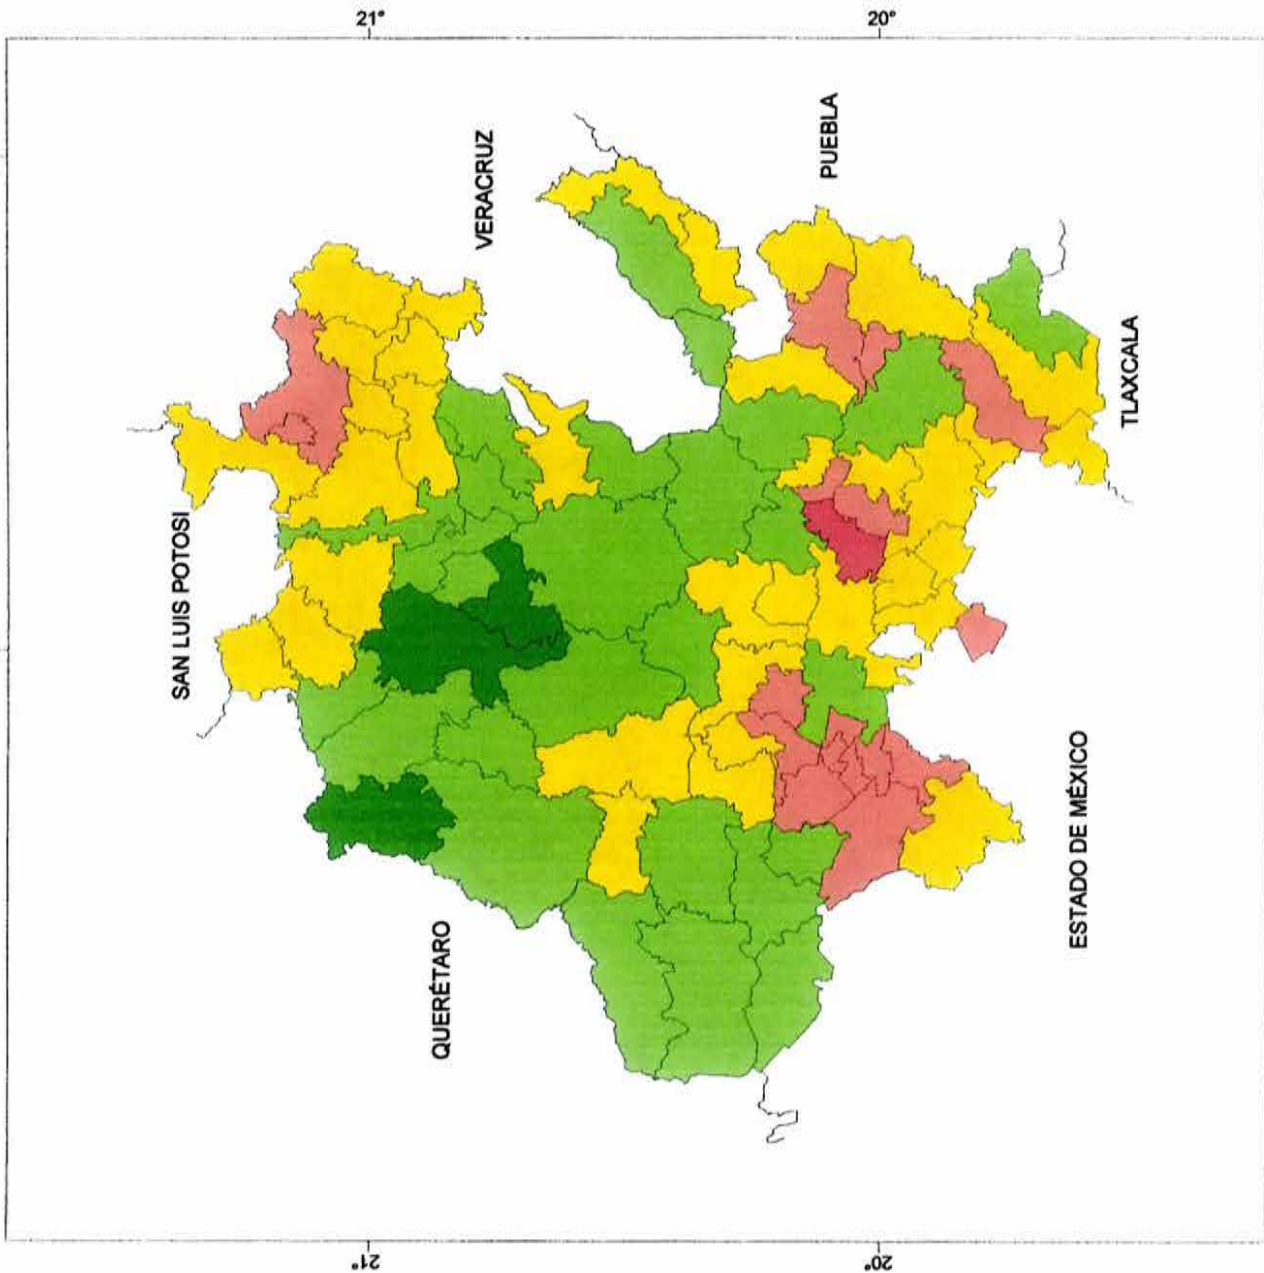 21°
20°
SAN LUIS POTOSI
VERACRUZ
PUEBLA
QUERÉTARO
TLAXCALA
ESTADO DE MÉXICO
21°
20°